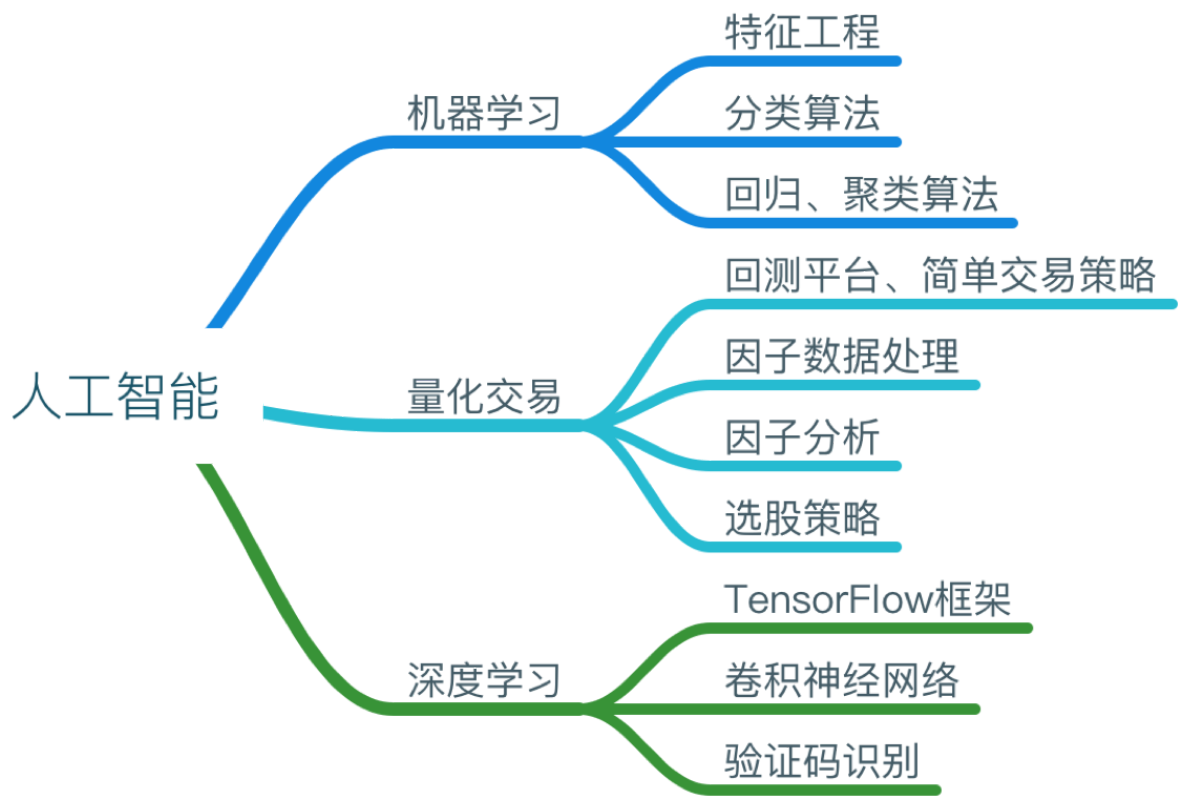 人工智能
机器学习
特征工程
分类算法
回归、聚类算法
量化交易
回测平台、简单交易策略
因子数据处理
因子分析
选股策略
深度学习
TensorFlow框架
卷积神经网络
验证码识别